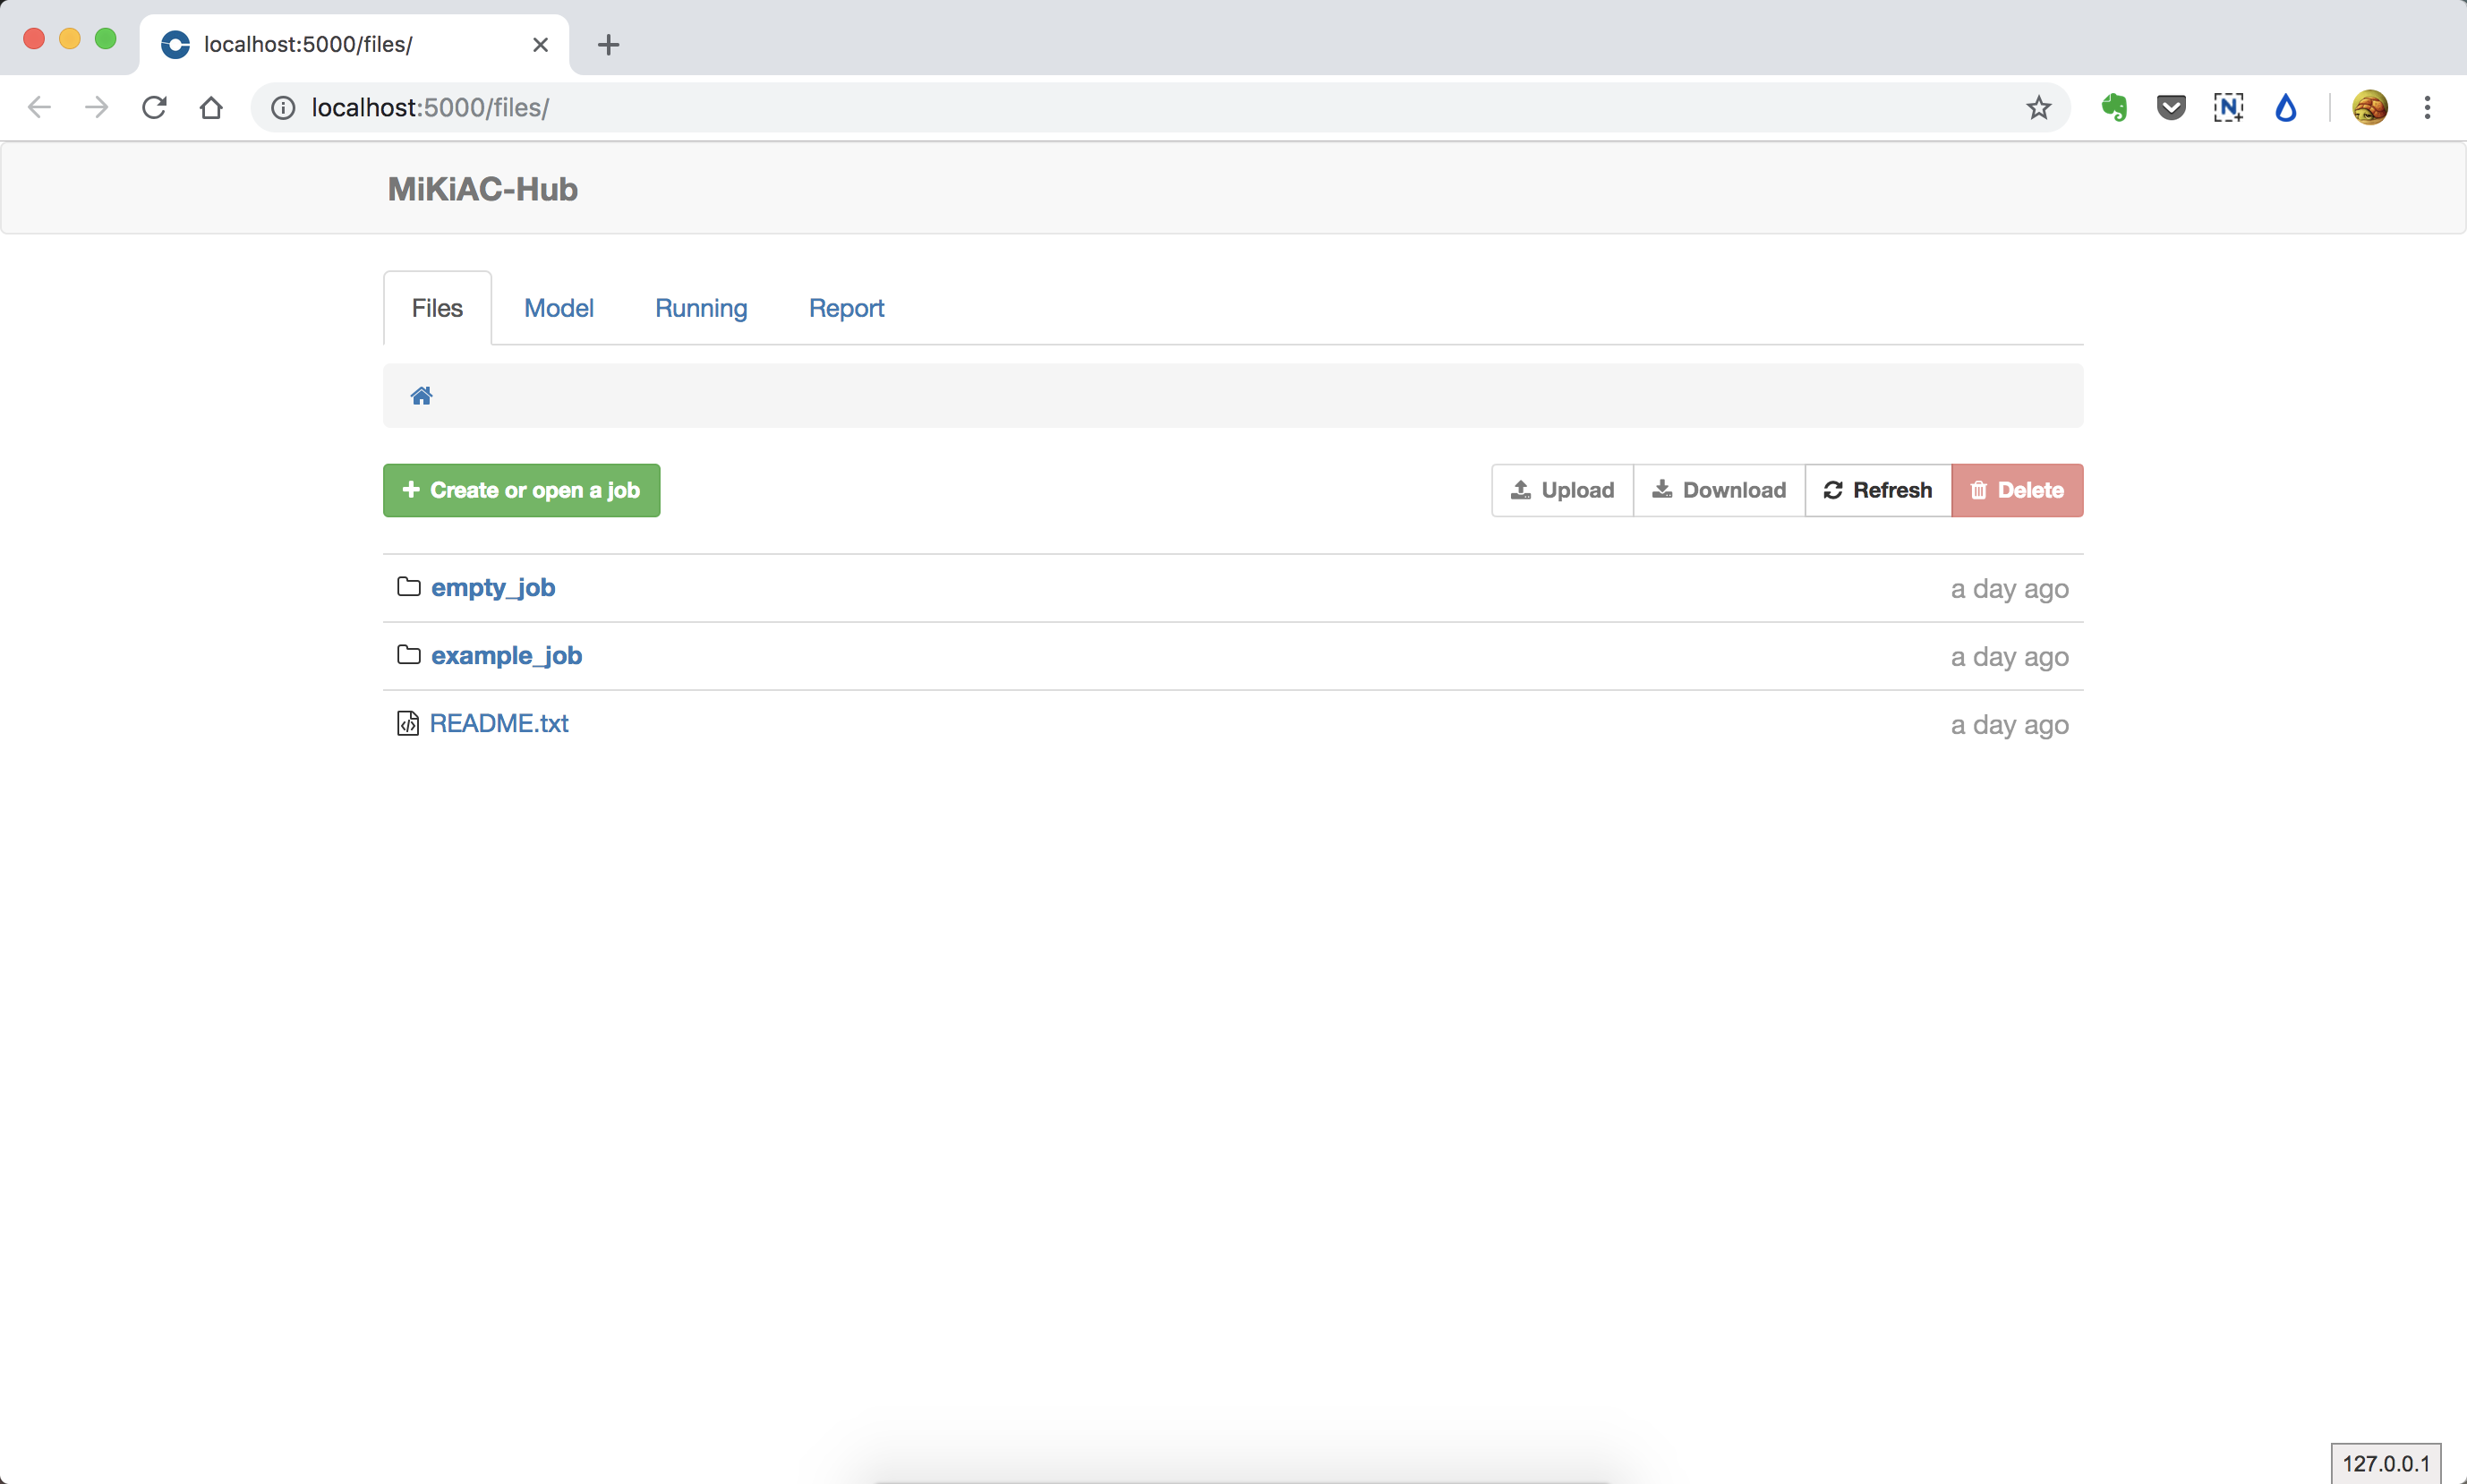 localhost:5000/files/
localhost:5000/files/
MiKiAC-Hub
Files Model Running Report
Create or open a job Upload Download Refresh Delete
empty_job a day ago
example_job a day ago
README.txt a day ago
127.0.0.1